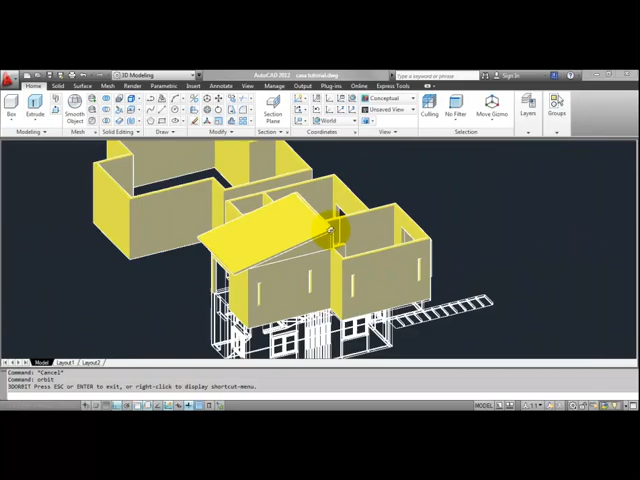 3D Modeling
AutoCAD 2013 casa tutorial.dwg
Type a keyword or phrase
Sign In
Home Solid Surface Mesh Render Parametric Insert Annotate View Manage Output Plug-ins Online Express Tools
Conceptual
Unsaved View
World
Box Extrude Smooth Object Section Plane Culling No Filter Move Gizmo Layers Groups
Modeling Mesh Solid Editing Draw Modify Section Coordinates View Selection
Model Layout1 Layout2
Command: *Cancel*
Command: orbit
3DORBIT Press ESC or ENTER to exit, or right-click to display shortcut-menu.
MODEL
1:1